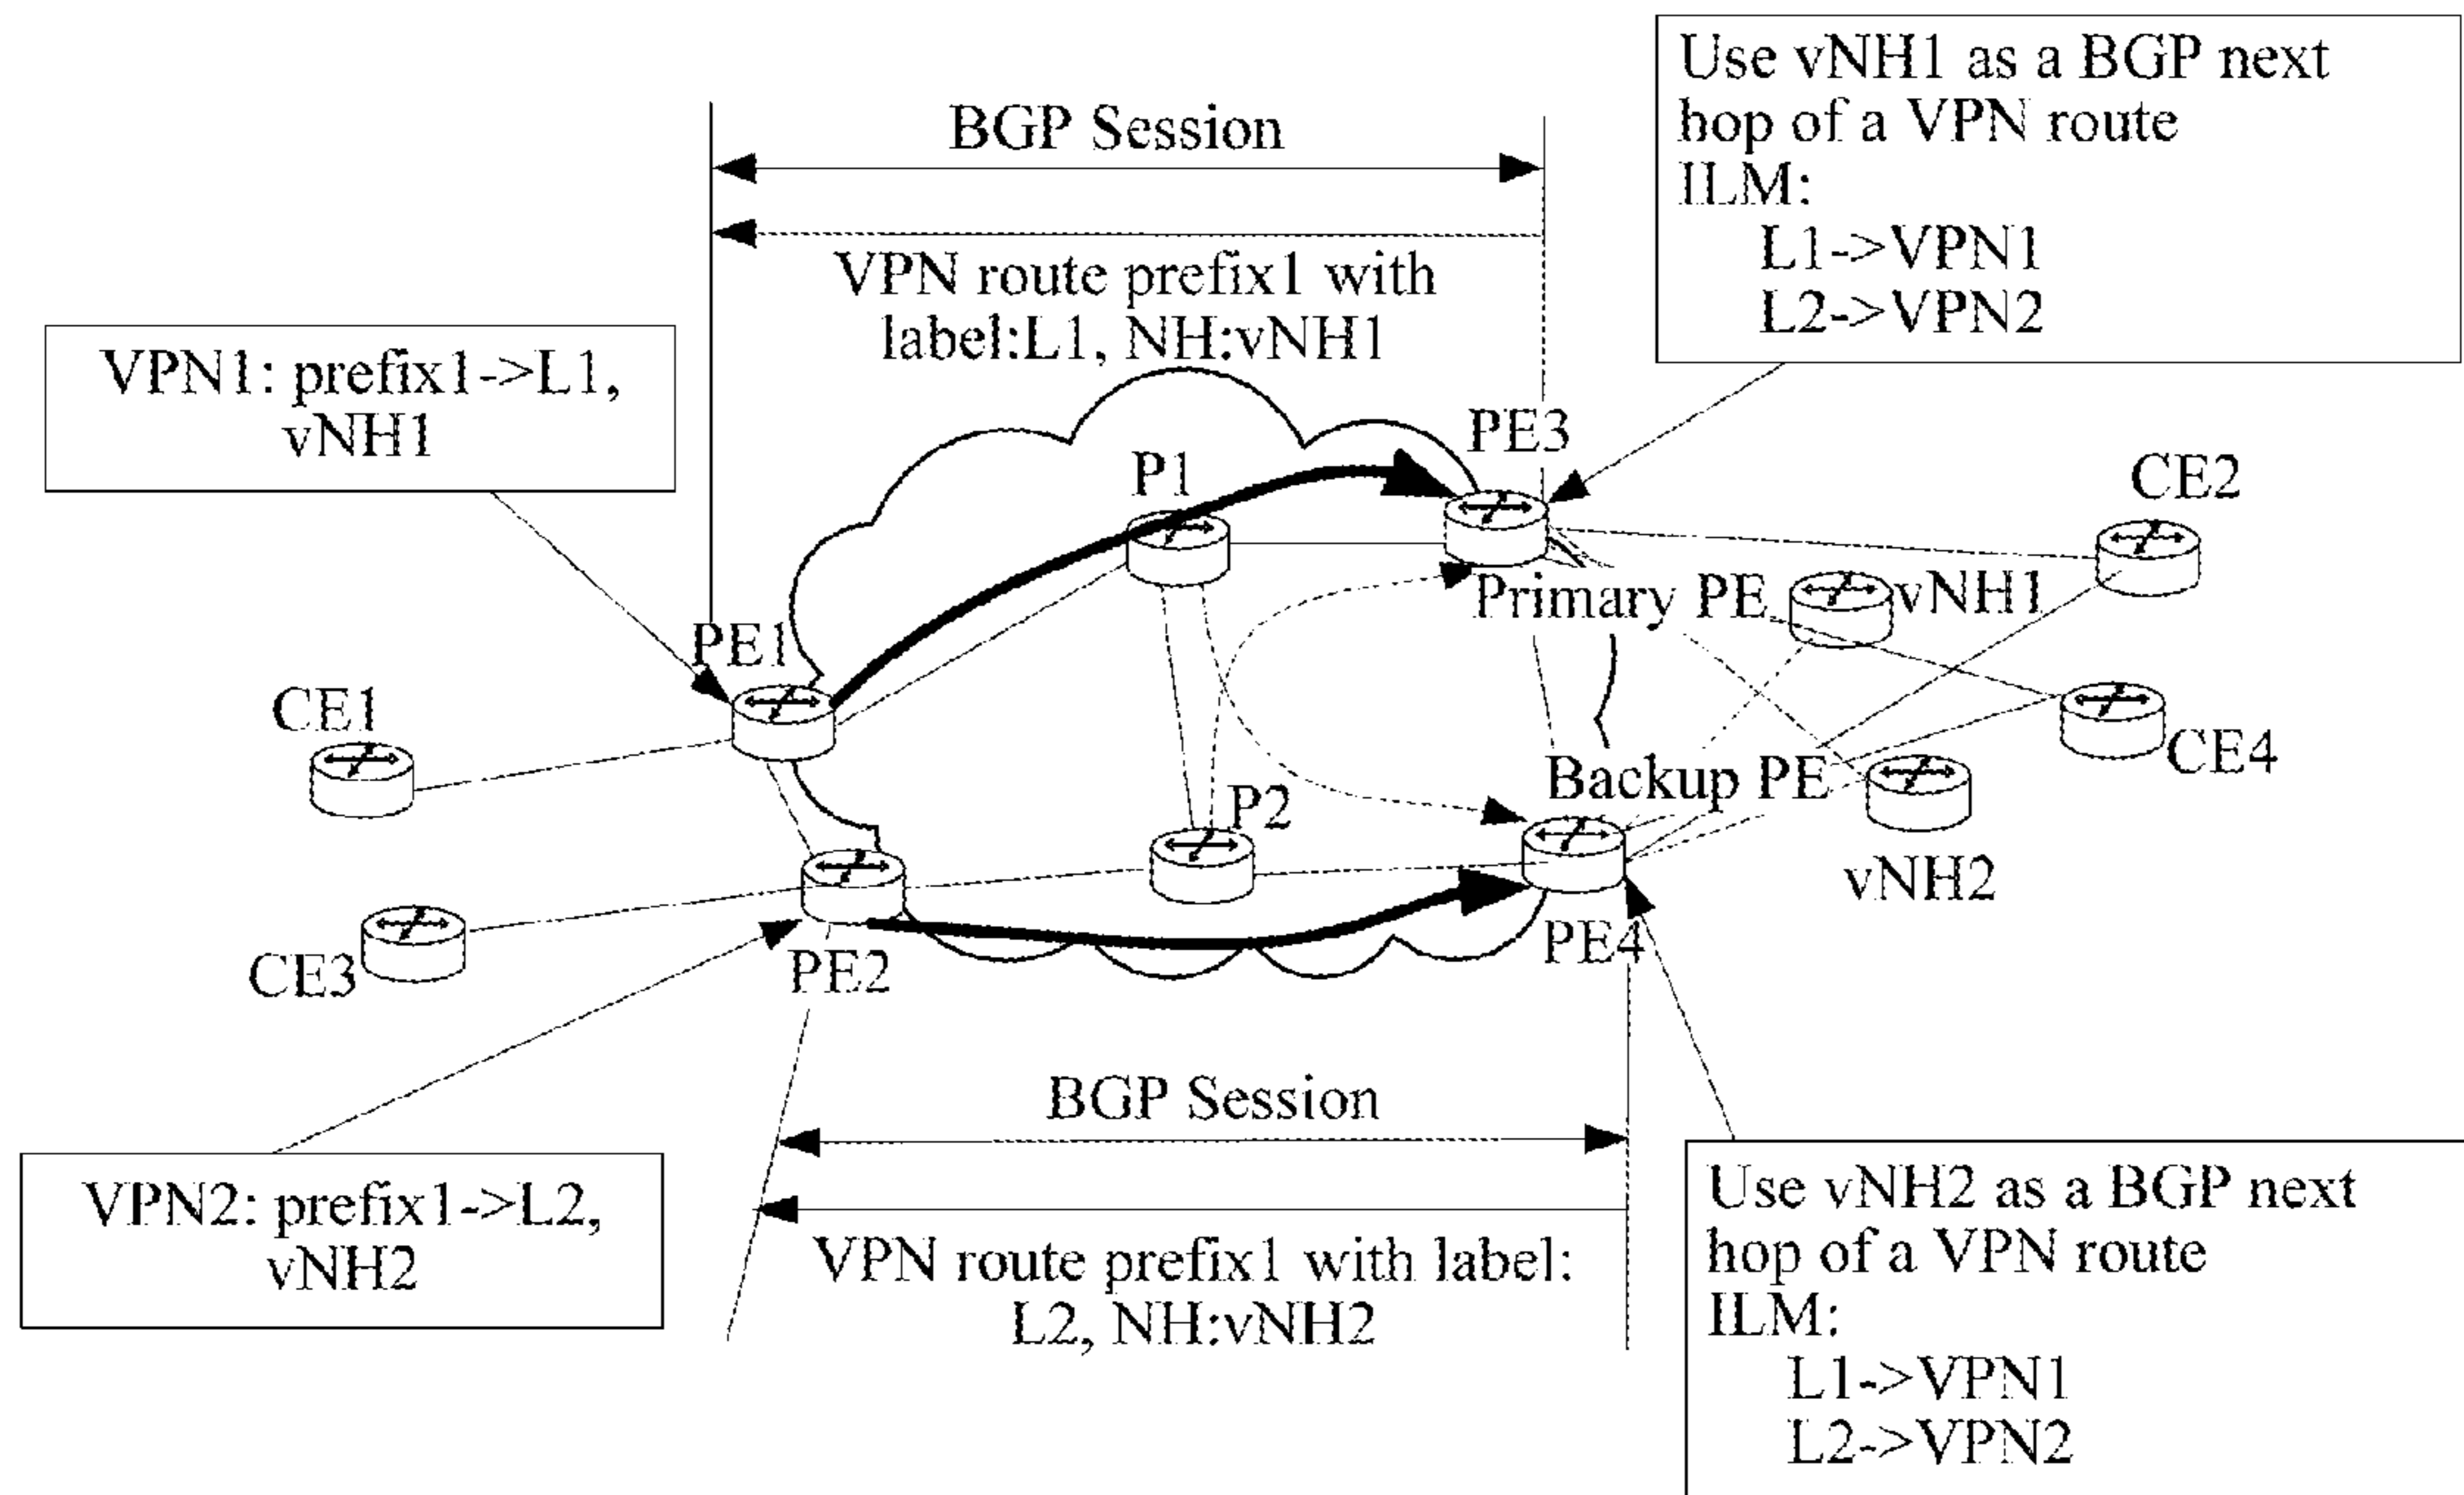 Use vNH1 as a BGP next
hop of a VPN route
ILM:
L1->VPN1
L2->VPN2
BGP Session
VPN route prefix1 with
label:L1, NH:vNH1
VPN1: prefix1->L1,
vNH1
PE3
P1
CE2
Primary PE
vNH1
PE1
CE1
CE4
Backup PE
P2
vNH2
PE4
CE3
PE2
BGP Session
VPN2: prefix1->L2,
vNH2
VPN route prefix1 with label:
L2, NH:vNH2
Use vNH2 as a BGP next
hop of a VPN route
ILM:
L1->VPN1
L2->VPN2